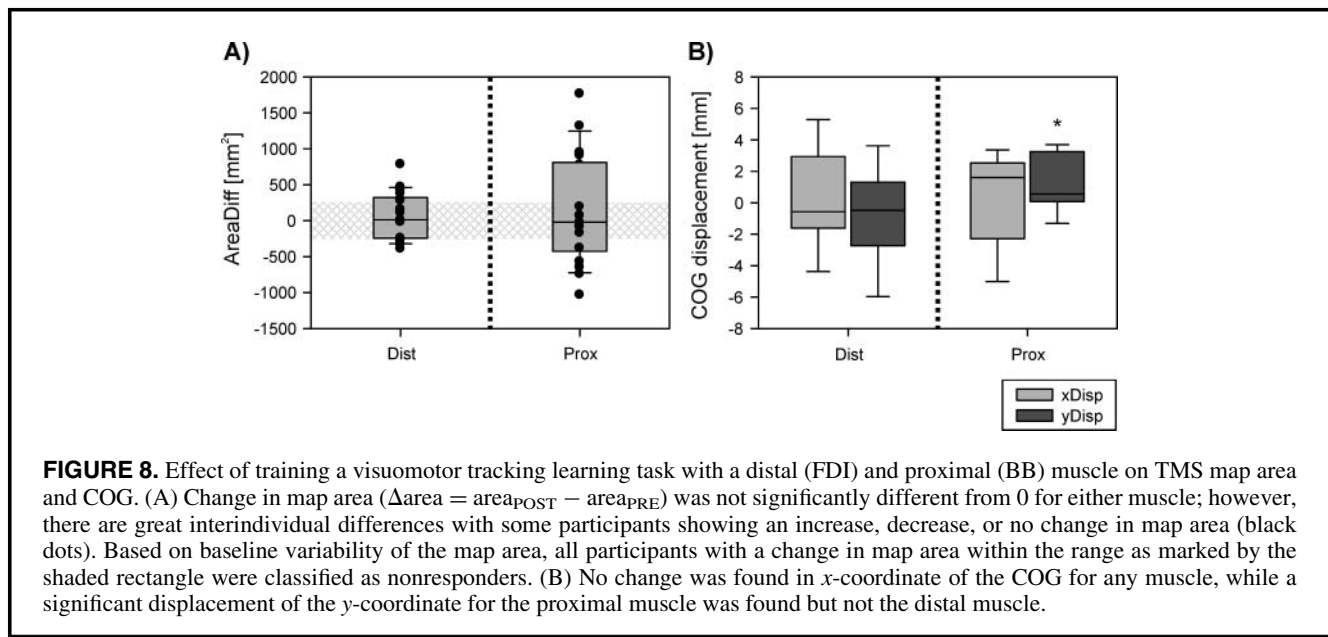 A)
2000
1500
1000
500
0
-500
-1000
-1500
AreaDiff [mm²]
Dist
Prox
B)
8
6
4
2
0
-2
-4
-6
-8
COG displacement [mm]
*
Dist
Prox
xDisp
yDisp
FIGURE 8. Effect of training a visuomotor tracking learning task with a distal (FDI) and proximal (BB) muscle on TMS map area
and COG. (A) Change in map area (Δarea = area_POST − area_PRE) was not significantly different from 0 for either muscle; however,
there are great interindividual differences with some participants showing an increase, decrease, or no change in map area (black
dots). Based on baseline variability of the map area, all participants with a change in map area within the range as marked by the
shaded rectangle were classified as nonresponders. (B) No change was found in x-coordinate of the COG for any muscle, while a
significant displacement of the y-coordinate for the proximal muscle was found but not the distal muscle.